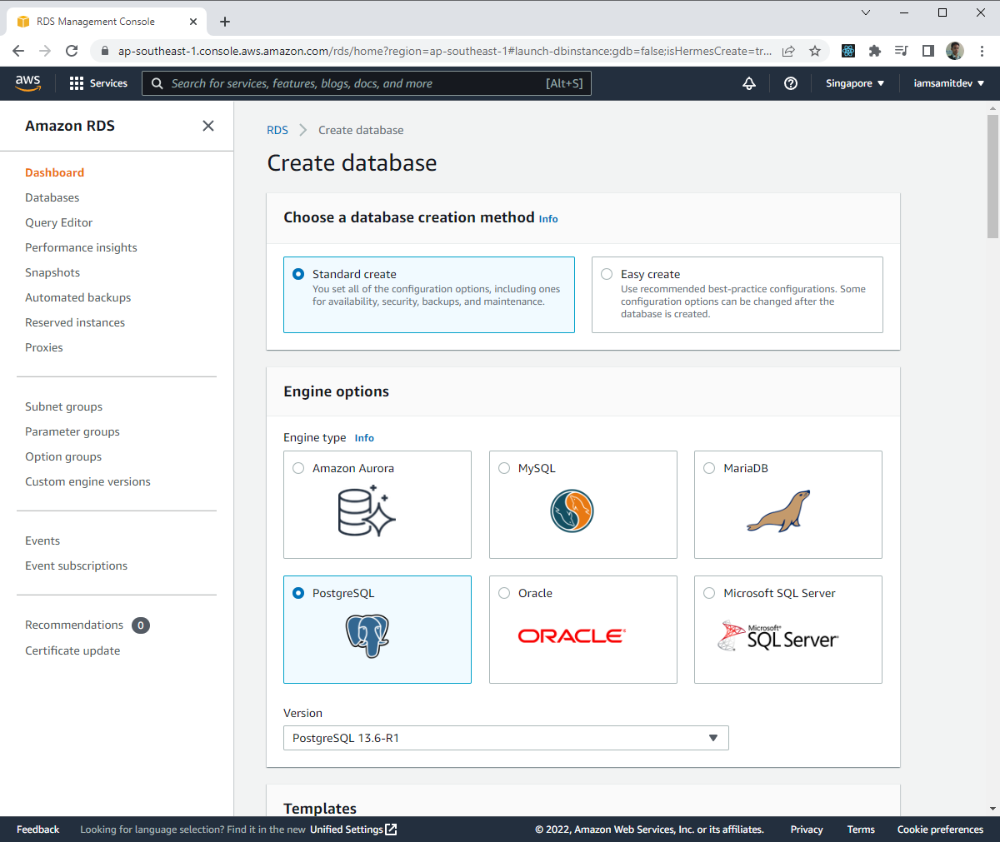 RDS Management Console
ap-southeast-1.console.aws.amazon.com/rds/home?region=ap-southeast-1#launch-dbinstance:gdb=false;isHermesCreate=tr...
aws
Services
Search for services, features, blogs, docs, and more
[Alt+S]
Singapore
iamsamitdev
Amazon RDS
Dashboard
Databases
Query Editor
Performance insights
Snapshots
Automated backups
Reserved instances
Proxies
Subnet groups
Parameter groups
Option groups
Custom engine versions
Events
Event subscriptions
Recommendations 0
Certificate update
RDS
Create database
Create database
Choose a database creation method Info
Standard create
You set all of the configuration options, including ones
for availability, security, backups, and maintenance.
Easy create
Use recommended best-practice configurations. Some
configuration options can be changed after the
database is created.
Engine options
Engine type Info
Amazon Aurora
MySQL
MariaDB
PostgreSQL
Oracle
ORACLE
Microsoft SQL Server
Microsoft
SQL Server
Version
PostgreSQL 13.6-R1
Templates
Feedback
Looking for language selection? Find it in the new Unified Settings
© 2022, Amazon Web Services, Inc. or its affiliates.
Privacy
Terms
Cookie preferences